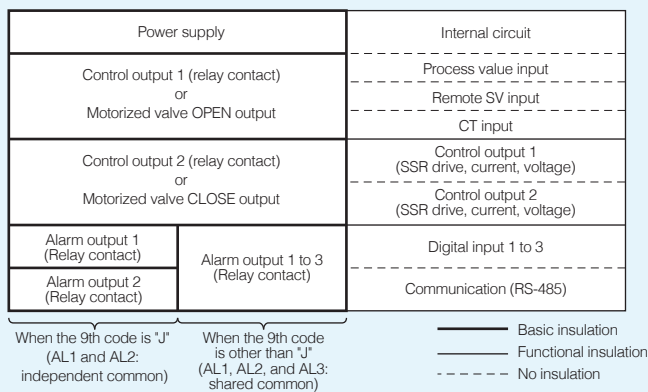 Power supply
Internal circuit
Control output 1 (relay contact)
or
Motorized valve OPEN output
Process value input
Remote SV input
CT input
Control output 2 (relay contact)
or
Motorized valve CLOSE output
Control output 1
(SSR drive, current, voltage)
Control output 2
(SSR drive, current, voltage)
Alarm output 1
(Relay contact)
Alarm output 2
(Relay contact)
Alarm output 1 to 3
(Relay contact)
Digital input 1 to 3
Communication (RS-485)
When the 9th code is "J"
(AL1 and AL2:
independent common)
When the 9th code
is other than "J"
(AL1, AL2, and AL3:
shared common)
Basic insulation
Functional insulation
No insulation